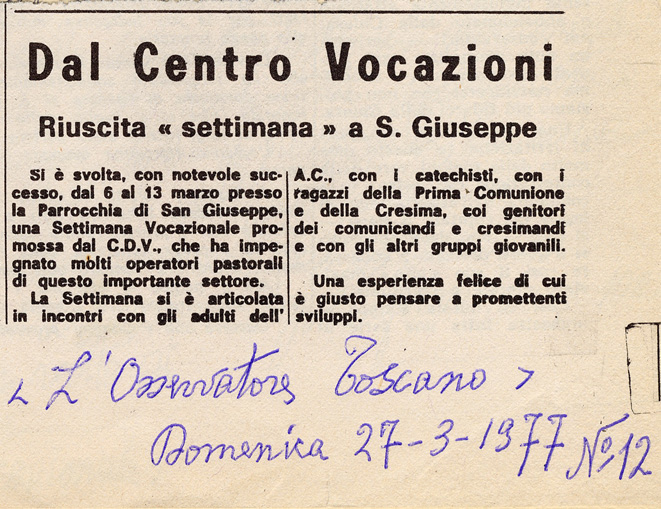 Dal Centro Vocazioni
Riuscita « settimana » a S. Giuseppe
Si è svolta, con notevole suc-
cesso, dal 6 al 13 marzo presso
la Parrocchia di San Giuseppe,
una Settimana Vocazionale pro-
mossa dal C.D.V., che ha impe-
gnato molti operatori pastorali
di questo importante settore.
La Settimana si è articolata
in incontri con gli adulti dell'
A.C., con i catechisti, con i
ragazzi della Prima Comunione
e della Cresima, coi genitori
dei comunicandi e cresimandi
e con gli altri gruppi giovanili.
Una esperienza felice di cui
è giusto pensare a promettenti
sviluppi.
< L'Osservatore Toscano >
Domenica 27-3-1977 Nº 12